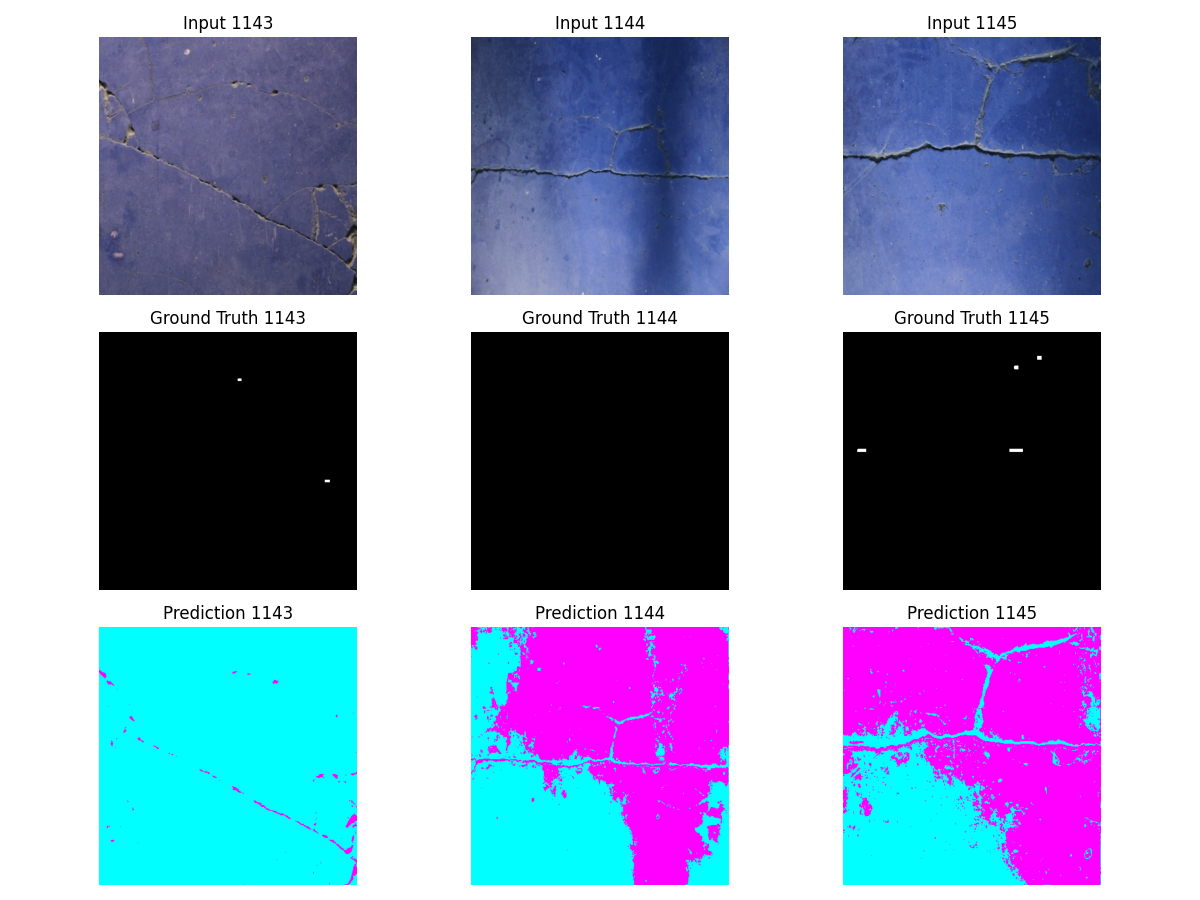 Input 1143
Input 1144
Input 1145
Ground Truth 1143
Ground Truth 1144
Ground Truth 1145
Prediction 1143
Prediction 1144
Prediction 1145